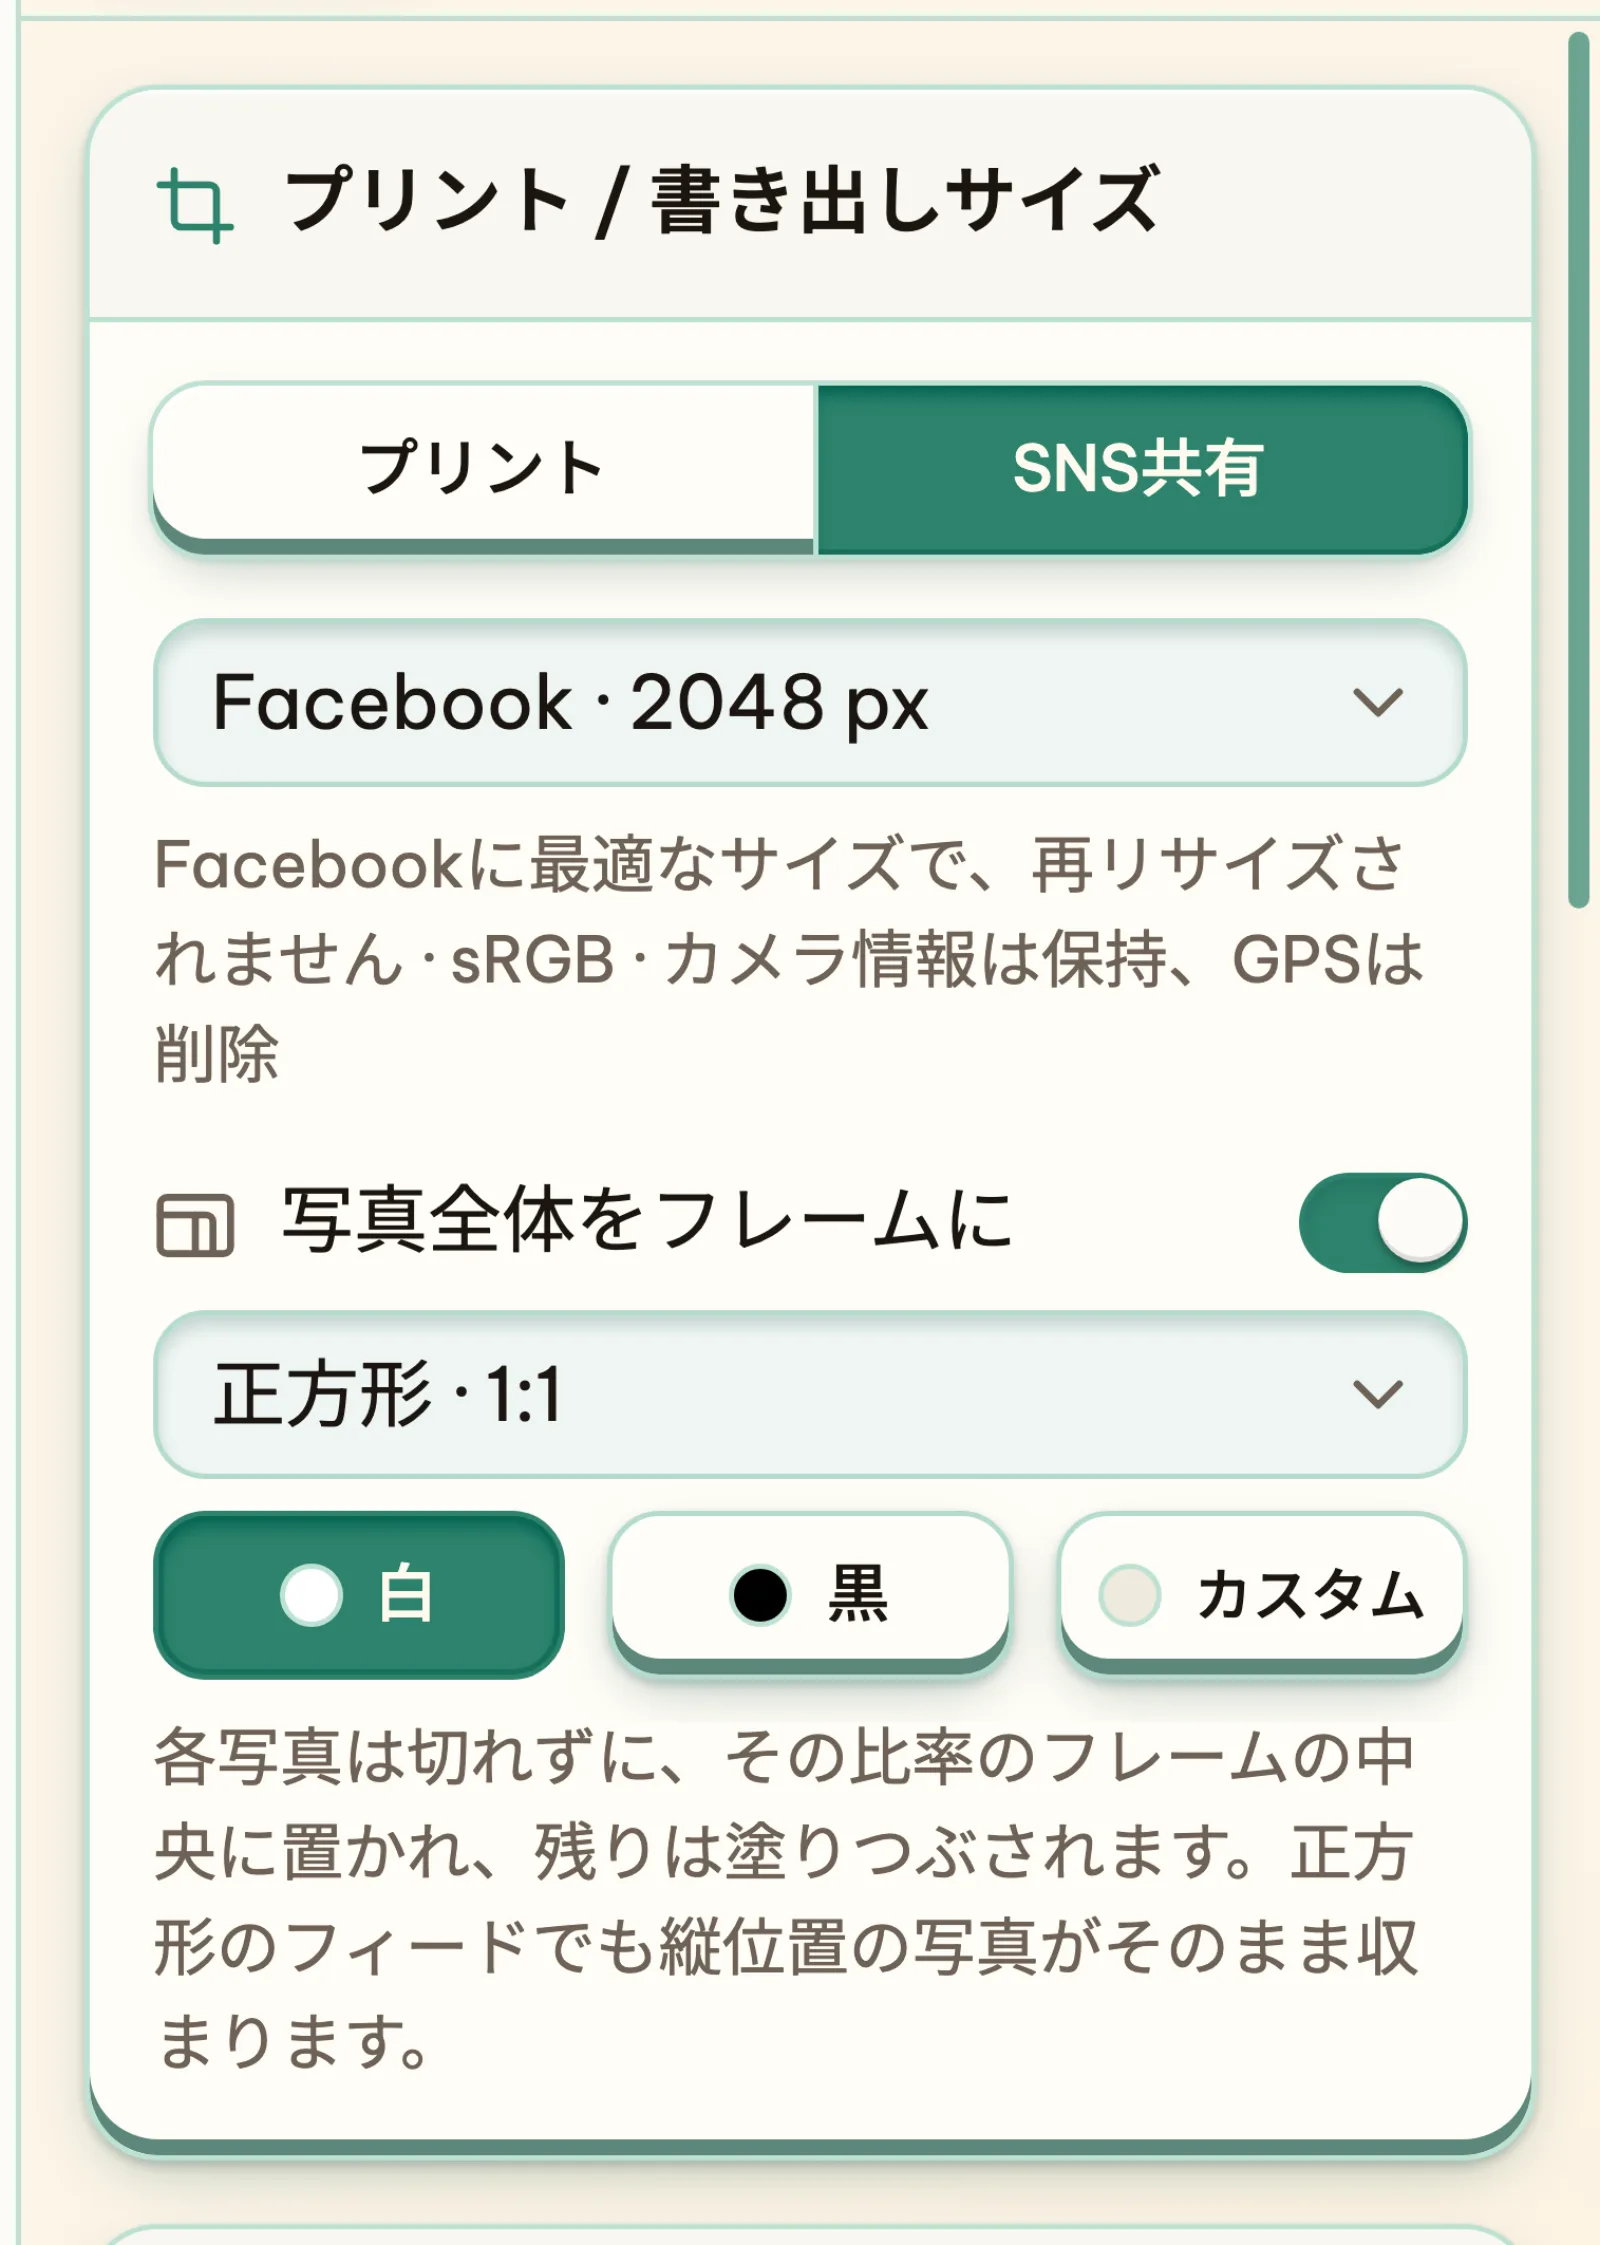 プリント / 書き出しサイズ
プリント
SNS共有
Facebook · 2048 px
Facebookに最適なサイズで、再リサイズさ
れません · sRGB · カメラ情報は保持、GPSは
削除
写真全体をフレームに
正方形 · 1:1
白
黒
カスタム
各写真は切れずに、その比率のフレームの中
央に置かれ、残りは塗りつぶされます。正方
形のフィードでも縦位置の写真がそのまま収
まります。